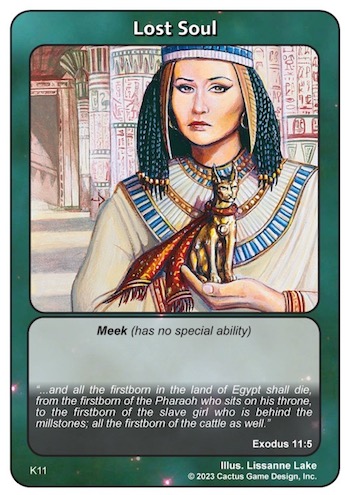 Lost Soul
Meek (has no special ability)
“...and all the firstborn in the land of Egypt shall die,
from the firstborn of the Pharaoh who sits on his throne,
to the firstborn of the slave girl who is behind the
millstones; all the firstborn of the cattle as well.”
Exodus 11:5
Illus. Lissanne Lake
K11
© 2023 Cactus Game Design, Inc.